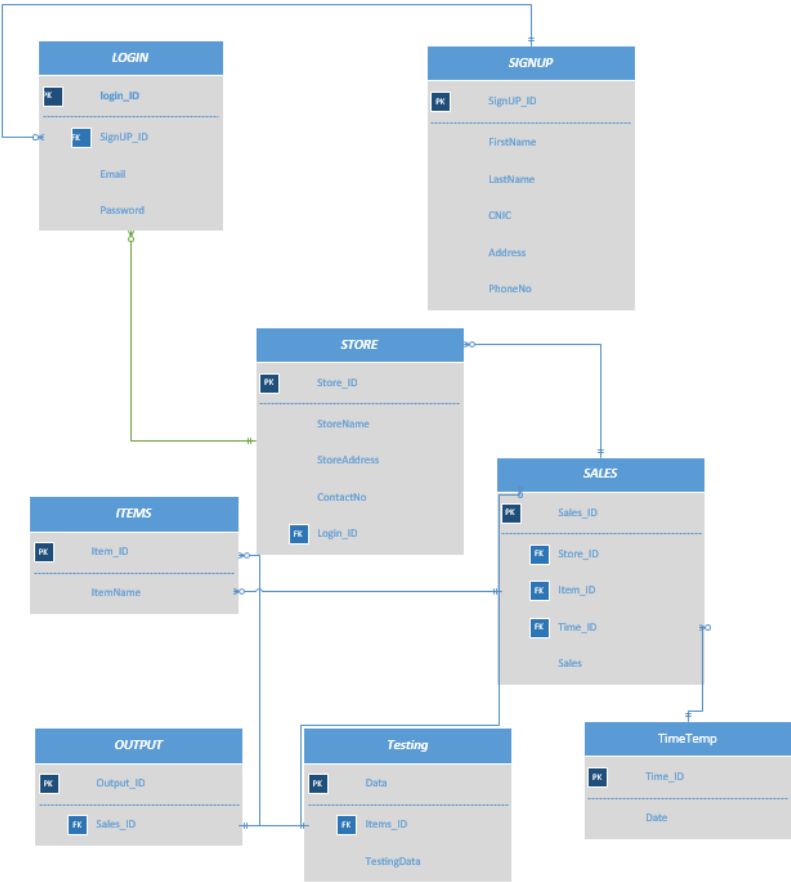 LOGIN
PK login_ID
FK SignUP_ID
Email
Password
SIGNUP
PK SignUP_ID
FirstName
LastName
CNIC
Address
PhoneNo
STORE
PK Store_ID
StoreName
StoreAddress
ContactNo
FK Login_ID
SALES
PK Sales_ID
FK Store_ID
FK Item_ID
FK Time_ID
Sales
ITEMS
PK Item_ID
ItemName
OUTPUT
PK Output_ID
FK Sales_ID
Testing
PK Data
FK Items_ID
TestingData
TimeTemp
PK Time_ID
Date